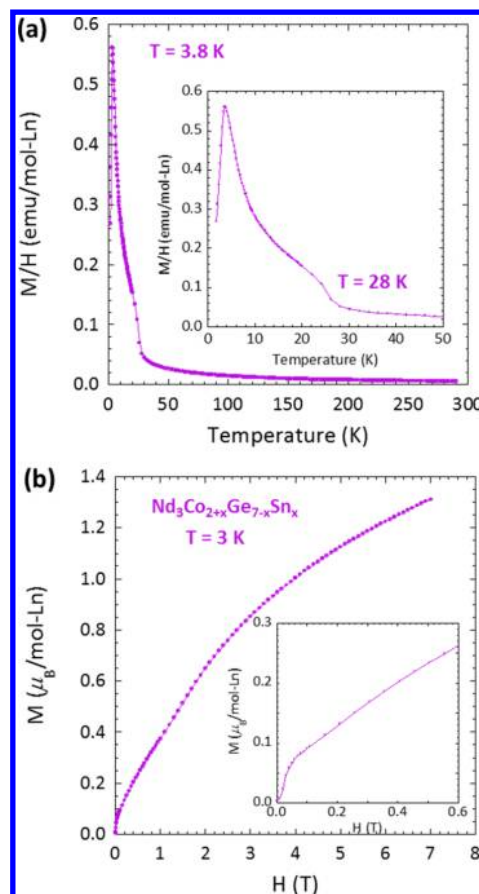 (a)
T = 3.8 K
M/H (emu/mol-Ln)
0.6
0.5
0.4
0.3
0.2
0.1
0.0
0 50 100 150 200 250 300
Temperature (K)
M/H (emu/mol-Ln)
0.6
0.5
0.4
0.3
0.2
0.1
0.0
T = 28 K
0 10 20 30 40 50
Temperature (K)
(b)
Nd₃Co₂₊ₓGe₇₋ₓSnₓ
T = 3 K
M (μ_B/mol-Ln)
1.4
1.2
1.0
0.8
0.6
0.4
0.2
0.0
0 1 2 3 4 5 6 7 8
H (T)
M (μ_B/mol-Ln)
0.3
0.2
0.1
0.0
0.0 0.2 0.4 0.6
H (T)